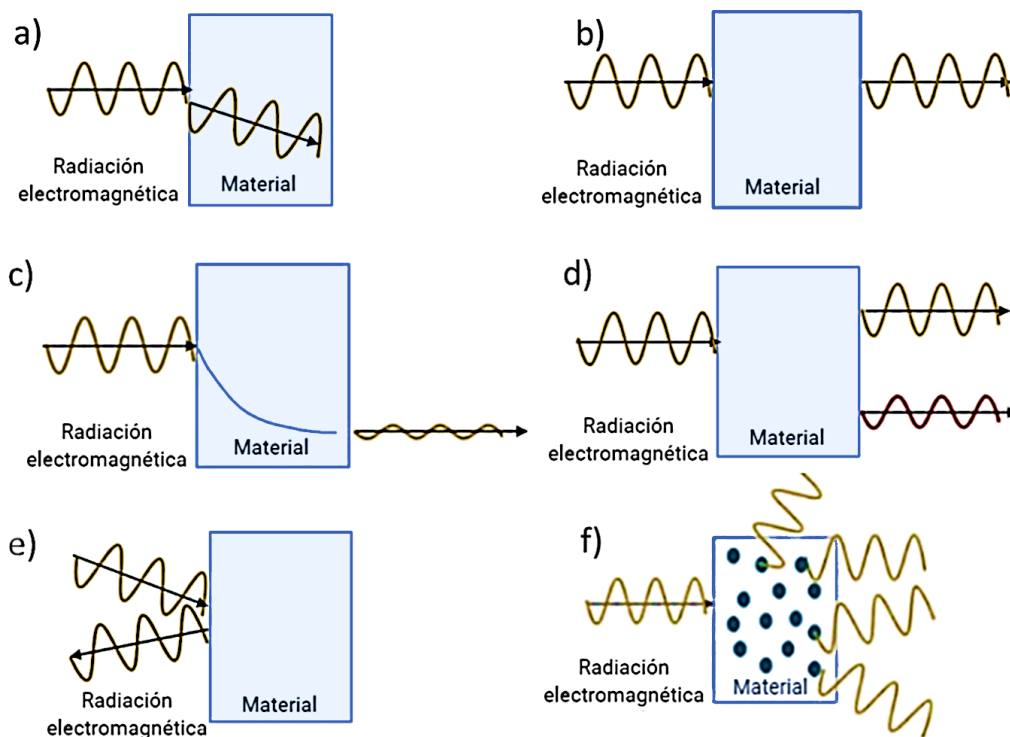 a)
Radiación
electromagnética
Material
b)
Radiación
electromagnética
Material
c)
Radiación
electromagnética
Material
d)
Radiación
electromagnética
Material
e)
Radiación
electromagnética
Material
f)
Radiación
electromagnética
Material